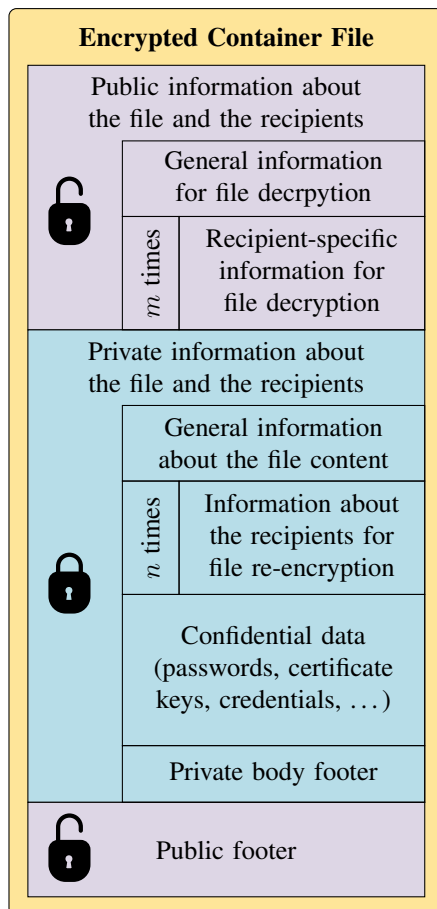 Encrypted Container File
Public information about
the file and the recipients
General information
for file decrpytion
m times
Recipient-specific
information for
file decryption
Private information about
the file and the recipients
General information
about the file content
n times
Information about
the recipients for
file re-encryption
Confidential data
(passwords, certificate
keys, credentials, …)
Private body footer
Public footer